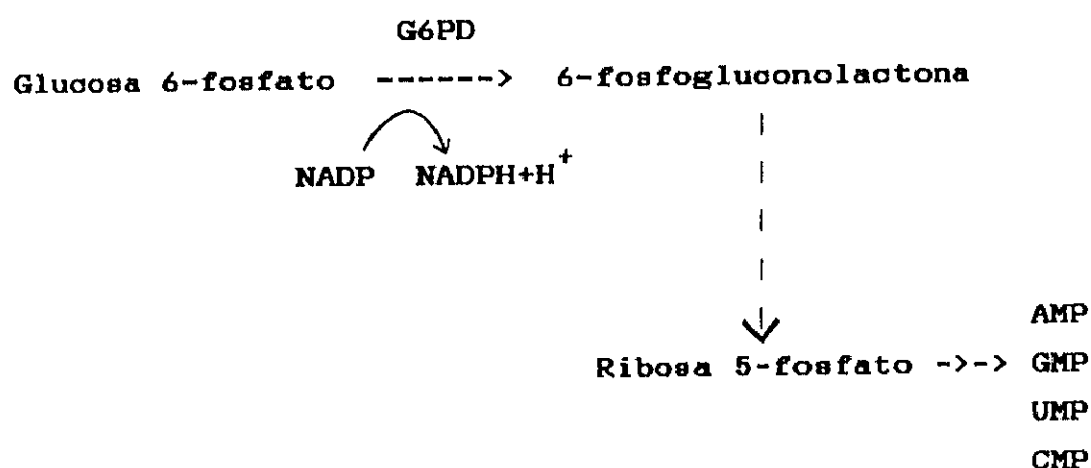 G6PD
Glucosa 6-fosfato ------> 6-fosfogluconolactona
NADP NADPH+H+
AMP
Ribosa 5-fosfato ->-> GMP
UMP
CMP